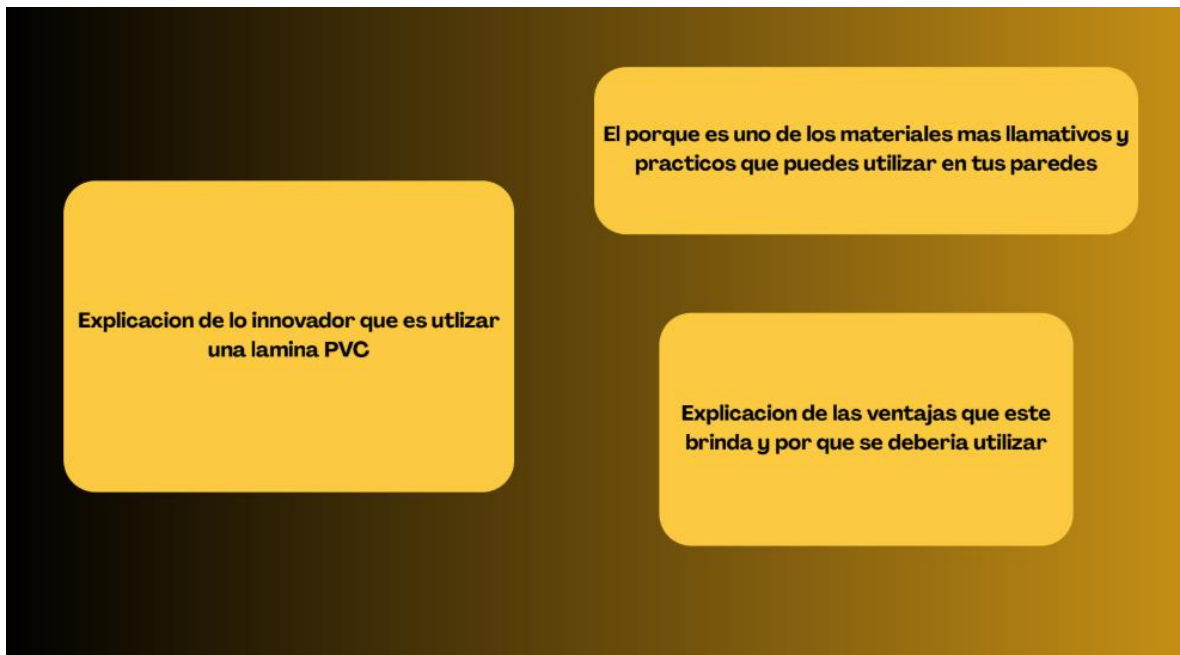 El porque es uno de los materiales mas llamativos y
practicos que puedes utilizar en tus paredes
Explicacion de lo innovador que es utlizar
una lamina PVC
Explicacion de las ventajas que este
brinda y por que se deberia utilizar